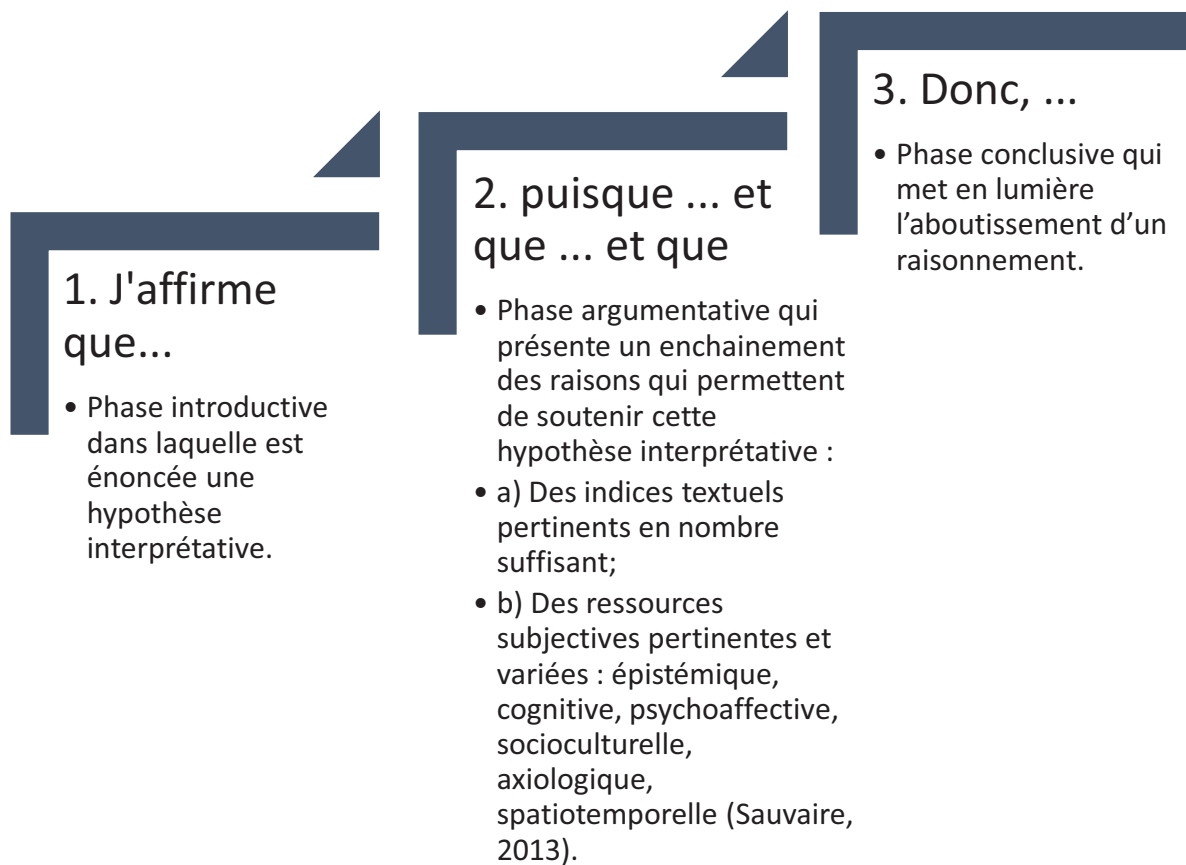 1. J'affirme
que...
• Phase introductive
dans laquelle est
énoncée une
hypothèse
interprétative.
2. puisque ... et
que ... et que
• Phase argumentative qui
présente un enchainement
des raisons qui permettent
de soutenir cette
hypothèse interprétative :
• a) Des indices textuels
pertinents en nombre
suffisant;
• b) Des ressources
subjectives pertinentes et
variées : épistémique,
cognitive, psychoaffective,
socioculturelle,
axiologique,
spatiotemporelle (Sauvaire,
2013).
3. Donc, ...
• Phase conclusive qui
met en lumière
l’aboutissement d’un
raisonnement.